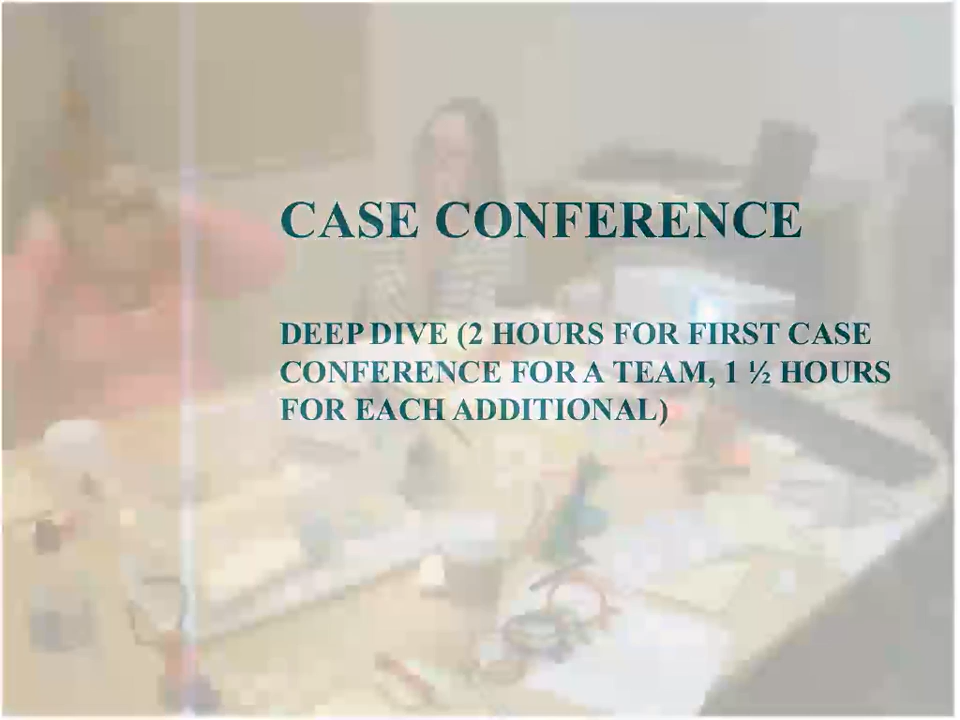 CASE CONFERENCE
DEEP DIVE (2 HOURS FOR FIRST CASE
CONFERENCE FOR A TEAM, 1 ½ HOURS
FOR EACH ADDITIONAL)